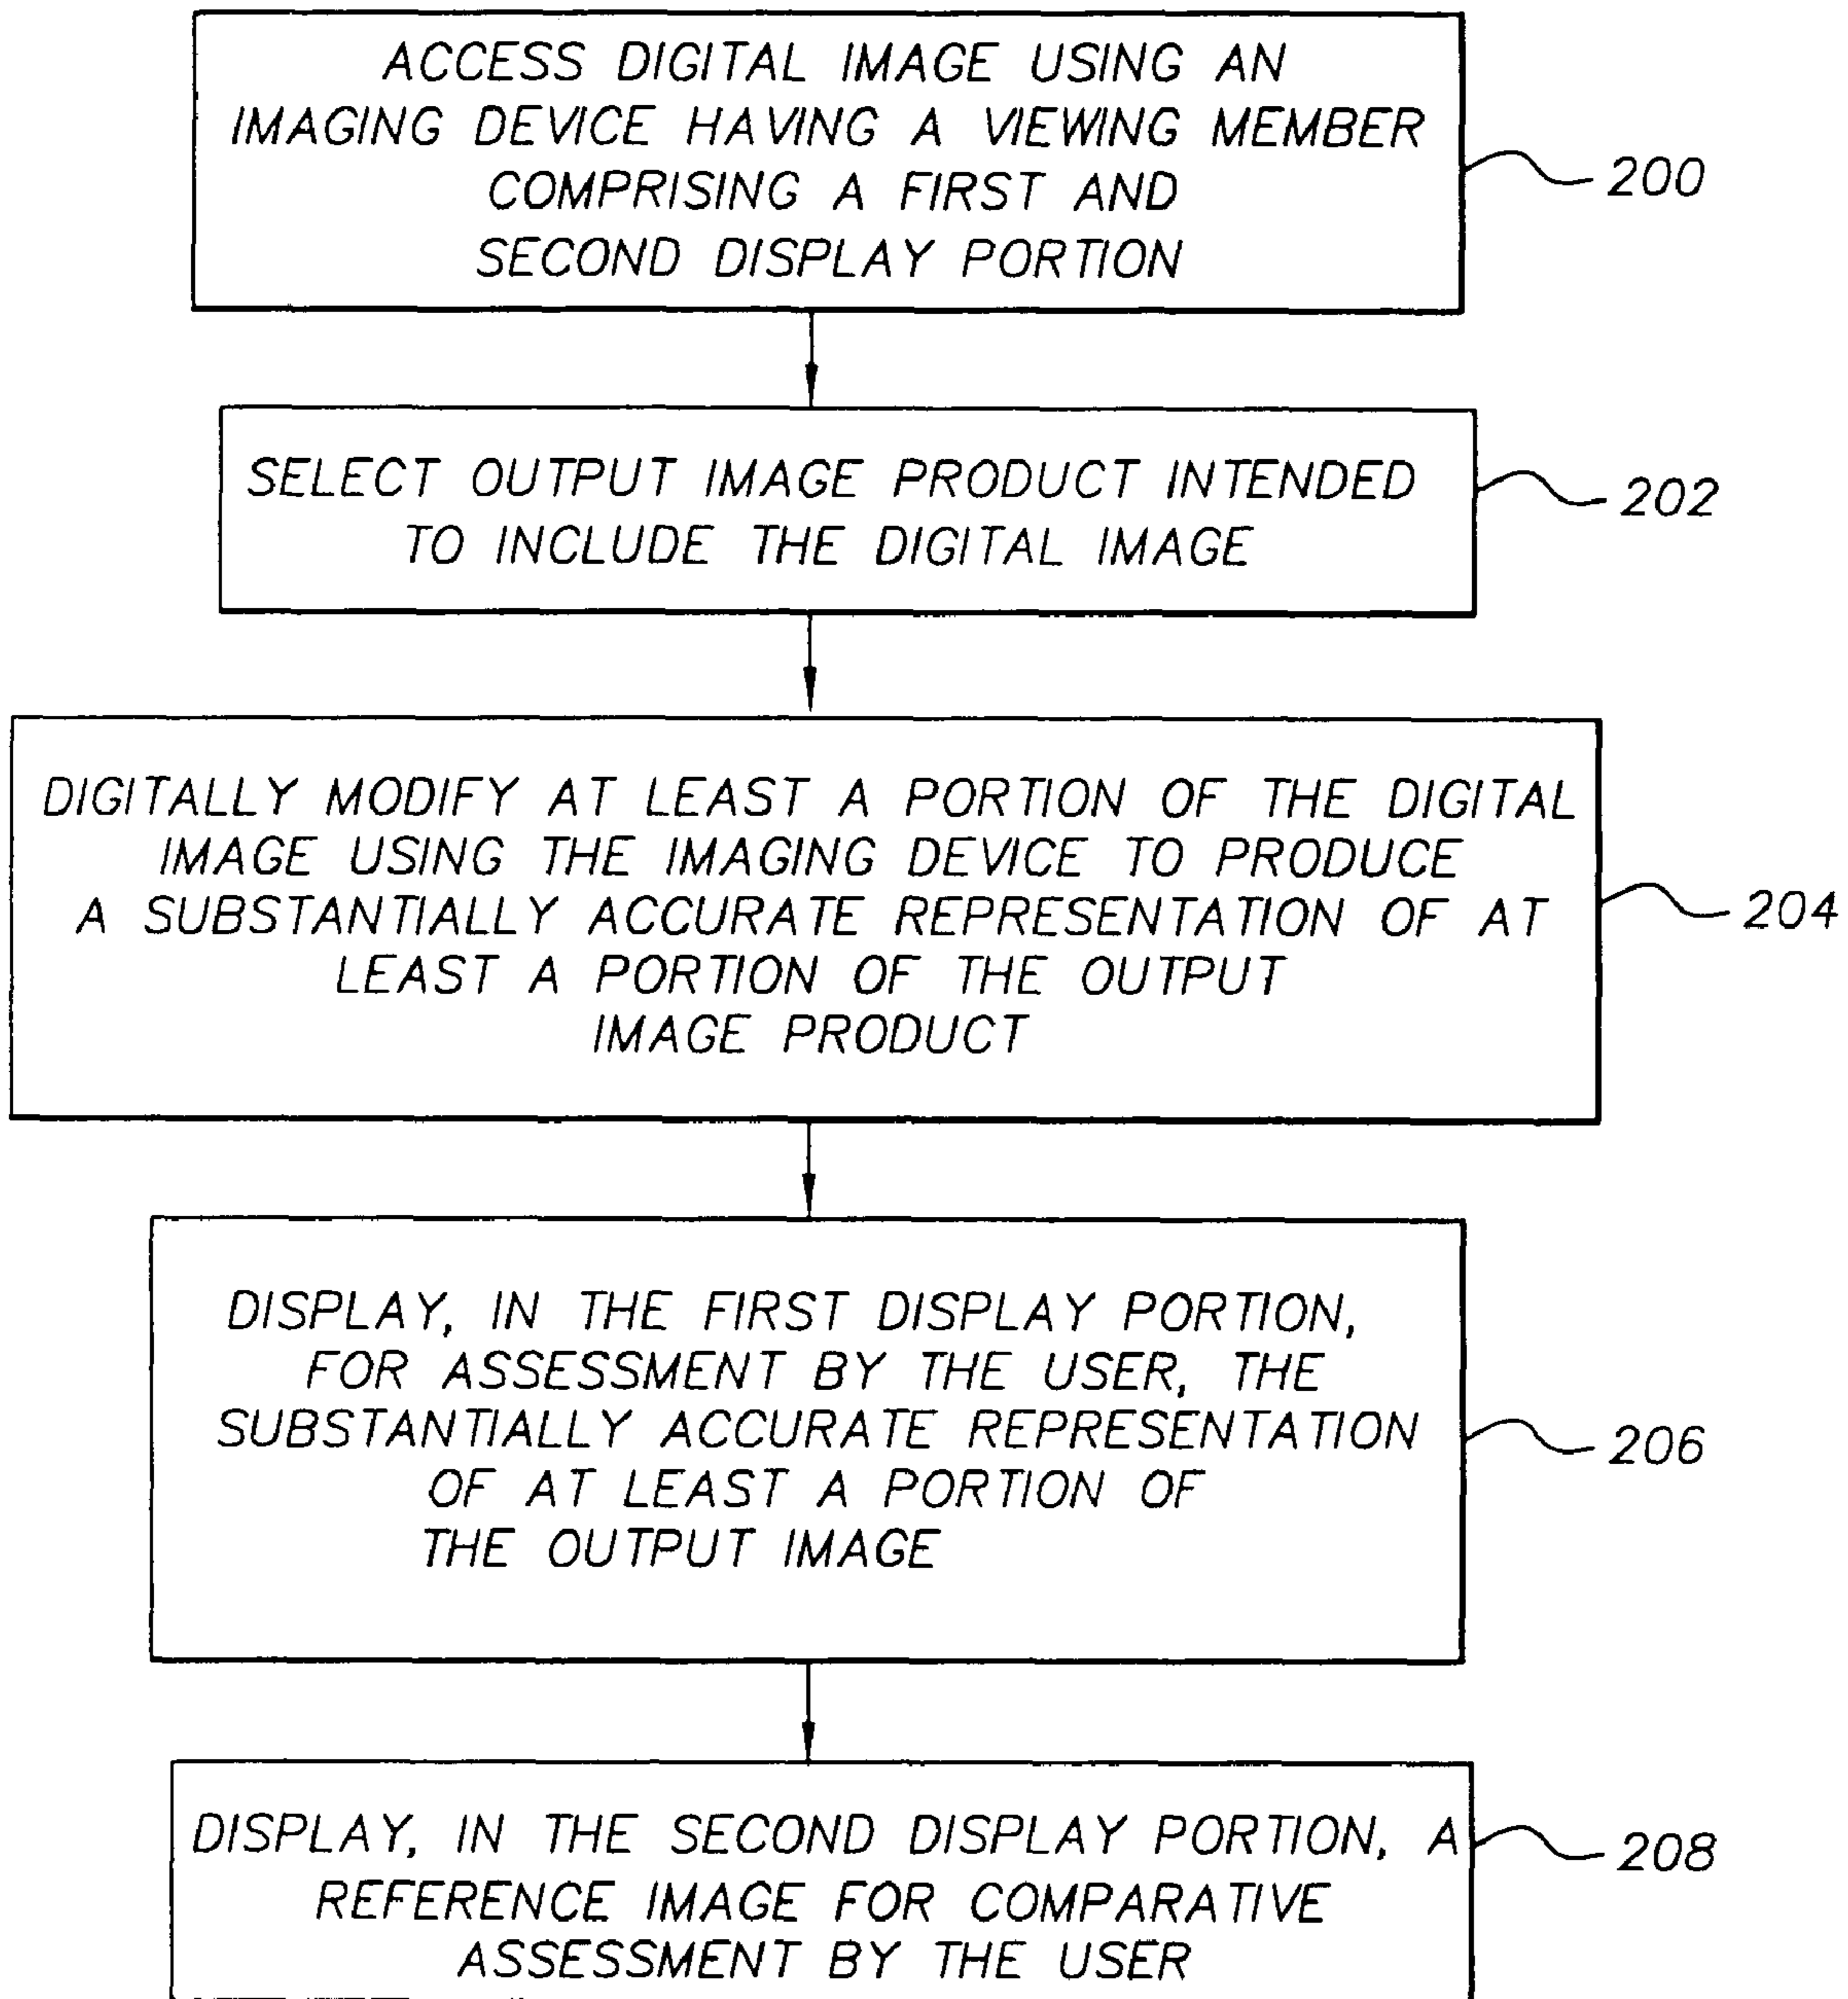 ACCESS DIGITAL IMAGE USING AN
IMAGING DEVICE HAVING A VIEWING MEMBER
COMPRISING A FIRST AND
SECOND DISPLAY PORTION
200
SELECT OUTPUT IMAGE PRODUCT INTENDED
TO INCLUDE THE DIGITAL IMAGE
202
DIGITALLY MODIFY AT LEAST A PORTION OF THE DIGITAL
IMAGE USING THE IMAGING DEVICE TO PRODUCE
A SUBSTANTIALLY ACCURATE REPRESENTATION OF AT
LEAST A PORTION OF THE OUTPUT
IMAGE PRODUCT
204
DISPLAY, IN THE FIRST DISPLAY PORTION,
FOR ASSESSMENT BY THE USER, THE
SUBSTANTIALLY ACCURATE REPRESENTATION
OF AT LEAST A PORTION OF
THE OUTPUT IMAGE
206
DISPLAY, IN THE SECOND DISPLAY PORTION, A
REFERENCE IMAGE FOR COMPARATIVE
ASSESSMENT BY THE USER
208